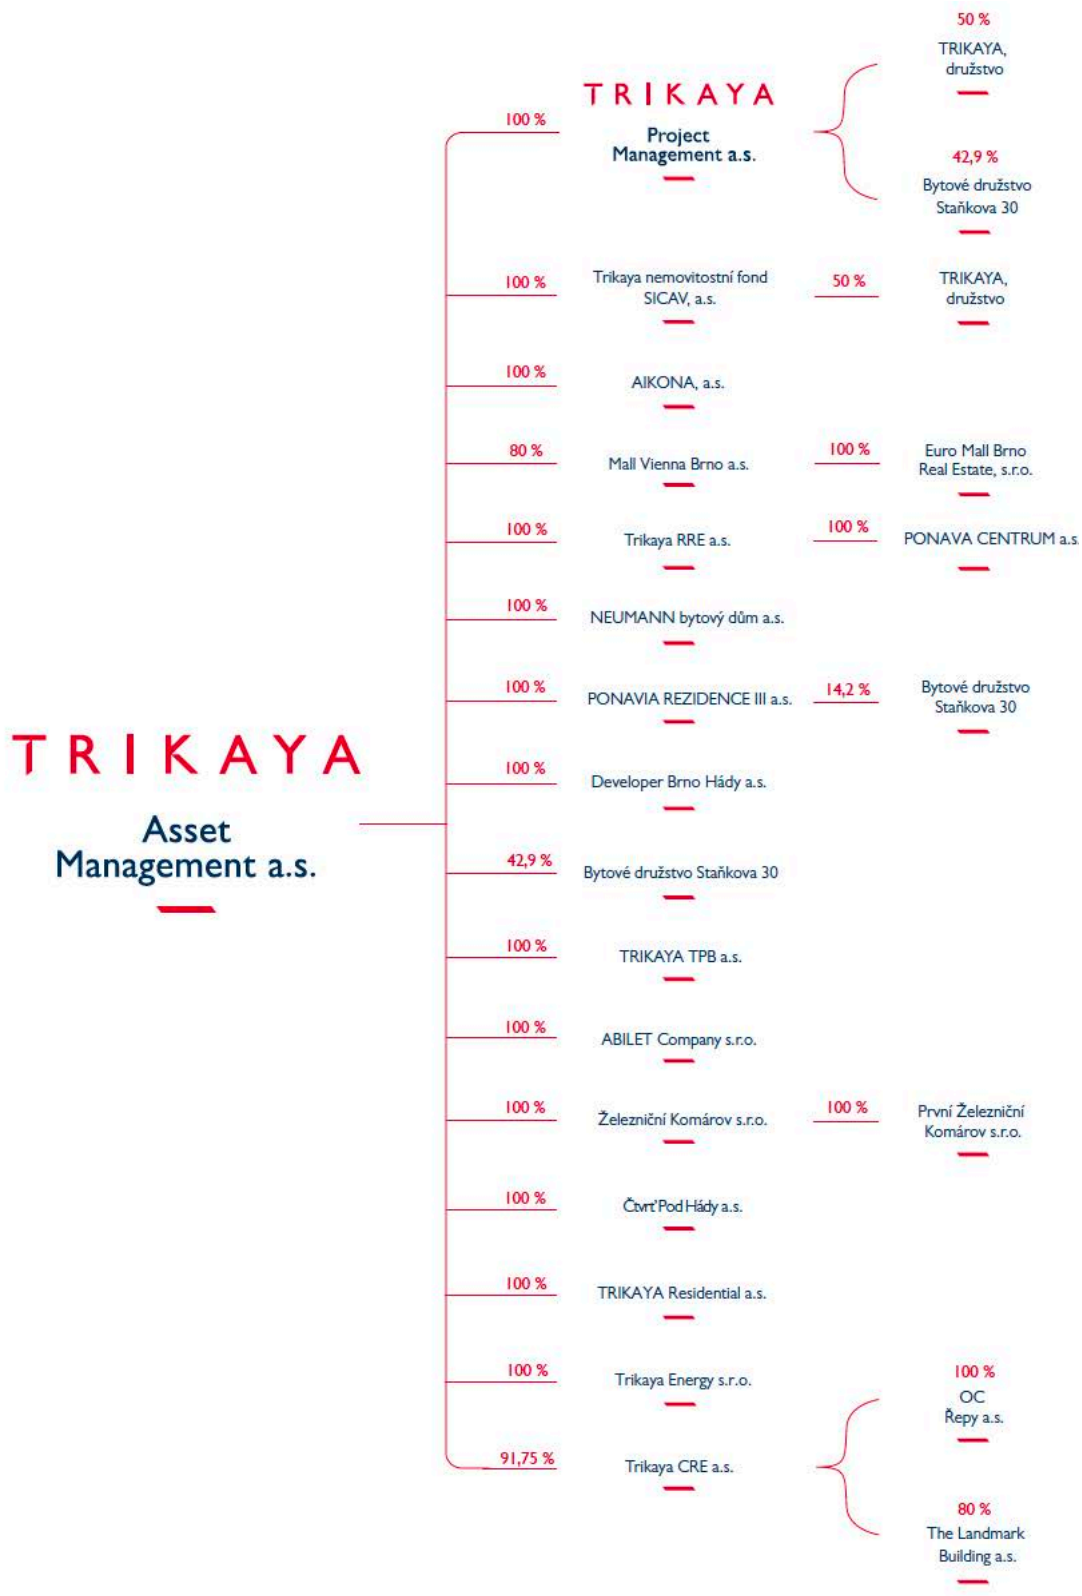 TRIKAYA
Asset
Management a.s.
100 %
TRIKAYA
Project
Management a.s.
50 %
TRIKAYA,
družstvo
42,9 %
Bytové družstvo
Staňkova 30
100 %
Trikaya nemovitostní fond
SICAV, a.s.
50 %
TRIKAYA,
družstvo
100 %
AIKONA, a.s.
80 %
Mall Vienna Brno a.s.
100 %
Euro Mall Brno
Real Estate, s.r.o.
100 %
Trikaya RRE a.s.
100 %
PONAVA CENTRUM a.s.
100 %
NEUMANN bytový dům a.s.
100 %
PONAVIA REZIDENCE III a.s.
14,2 %
Bytové družstvo
Staňkova 30
100 %
Developer Brno Hády a.s.
42,9 %
Bytové družstvo Staňkova 30
100 %
TRIKAYA TPB a.s.
100 %
ABILET Company s.r.o.
100 %
Železniční Komárov s.r.o.
100 %
První Železniční
Komárov s.r.o.
100 %
Čtvrť Pod Hády a.s.
100 %
TRIKAYA Residential a.s.
100 %
Trikaya Energy s.r.o.
91,75 %
Trikaya CRE a.s.
100 %
OC
Řepy a.s.
80 %
The Landmark
Building a.s.